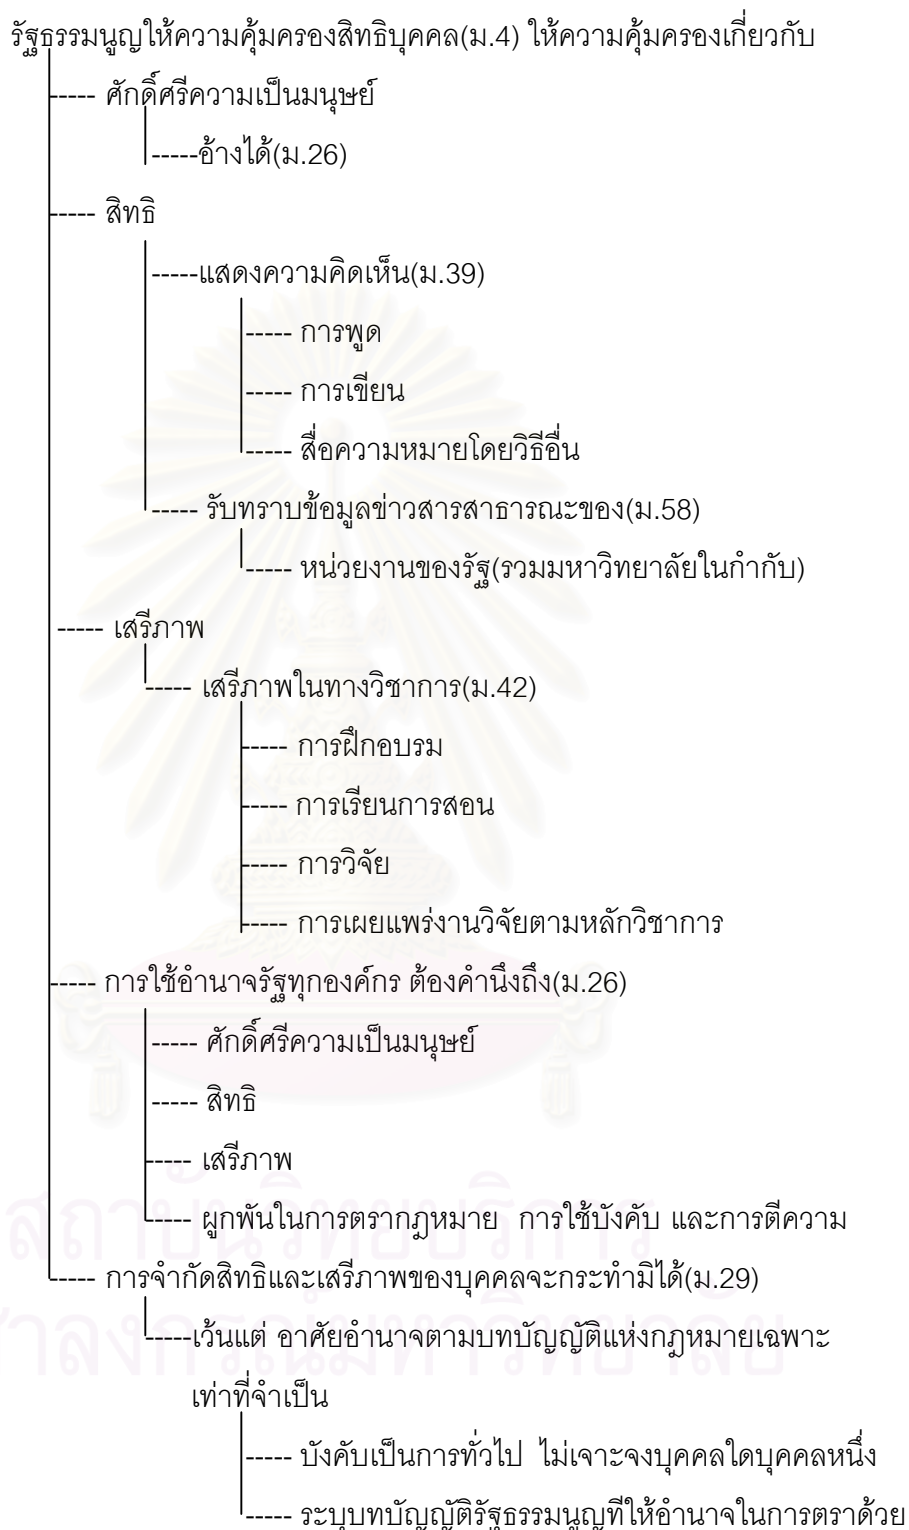 รัฐธรรมนูญให้ความคุ้มครองสิทธิบุคคล(ม.4) ให้ความคุ้มครองเกี่ยวกับ
----- ศักดิ์ศรีความเป็นมนุษย์
-----อ้างได้(ม.26)
----- สิทธิ
-----แสดงความคิดเห็น(ม.39)
----- การพูด
----- การเขียน
----- สื่อความหมายโดยวิธีอื่น
----- รับทราบข้อมูลข่าวสารสาธารณะของ(ม.58)
----- หน่วยงานของรัฐ(รวมมหาวิทยาลัยในกำกับ)
----- เสรีภาพ
----- เสรีภาพในทางวิชาการ(ม.42)
----- การฝึกอบรม
----- การเรียนการสอน
----- การวิจัย
----- การเผยแพร่งานวิจัยตามหลักวิชาการ
----- การใช้อำนาจรัฐทุกองค์กร ต้องคำนึงถึง(ม.26)
----- ศักดิ์ศรีความเป็นมนุษย์
----- สิทธิ
----- เสรีภาพ
สถาบันวิทยบริการ
----- ผูกพันในการตรากฎหมาย การใช้บังคับ และการตีความ
----- การจำกัดสิทธิและเสรีภาพของบุคคลจะกระทำมิได้(ม.29)
-----เว้นแต่ อาศัยอำนาจตามบทบัญญัติแห่งกฎหมายเฉพาะ
เท่าที่จำเป็น
----- บังคับเป็นการทั่วไป ไม่เจาะจงบุคคลใดบุคคลหนึ่ง
----- ระบุบทบัญญัติรัฐธรรมนูญที่ให้อำนาจในการตราด้วย